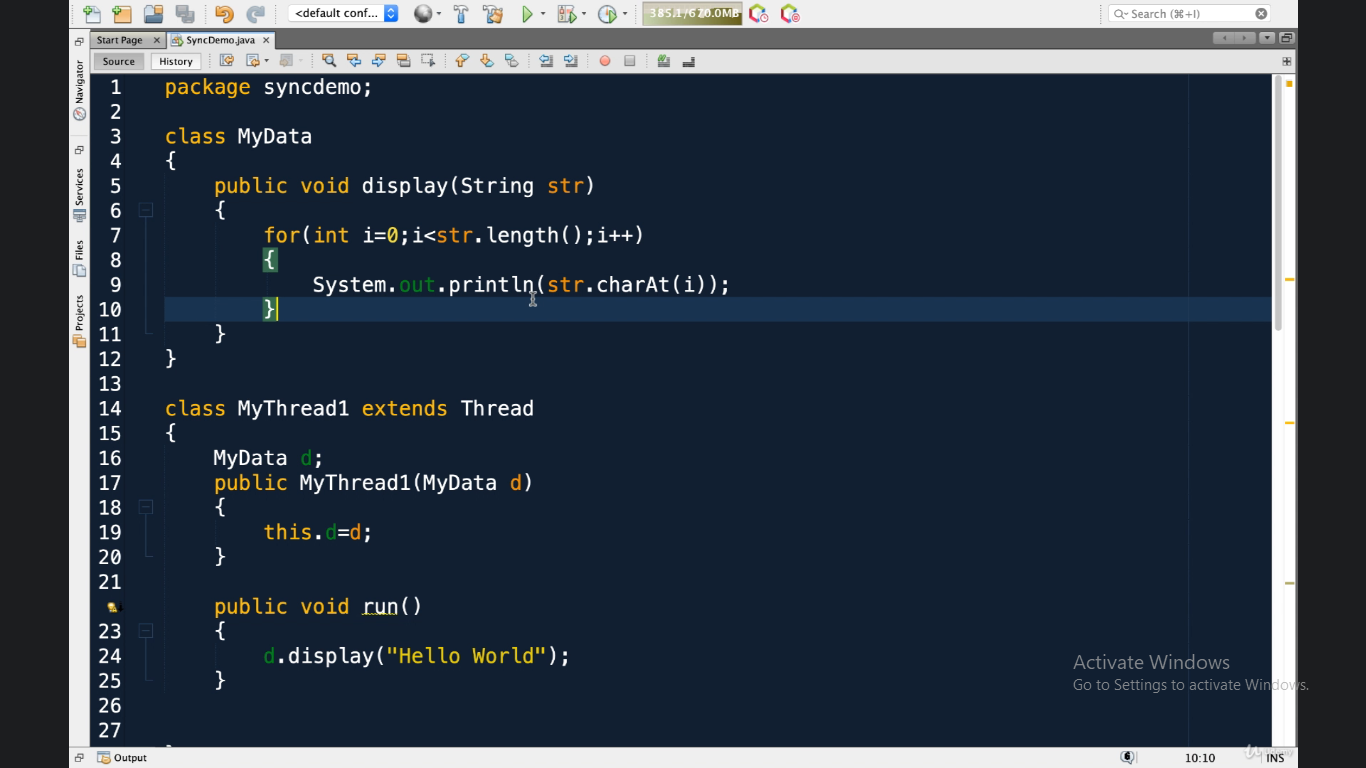 <default conf...
385.1/670.0MB
Search (⌘+I)
Start Page
SyncDemo.java
Source
History
Navigator
Services
Files
Projects
1 package syncdemo;
2
3 class MyData
4 {
5 public void display(String str)
6 {
7 for(int i=0;i<str.length();i++)
8 {
9 System.out.println(str.charAt(i));
10 }
11 }
12 }
13
14 class MyThread1 extends Thread
15 {
16 MyData d;
17 public MyThread1(MyData d)
18 {
19 this.d=d;
20 }
21
public void run()
23 {
24 d.display("Hello World");
25 }
26
27
Activate Windows
Go to Settings to activate Windows.
Output
6
10:10
INS